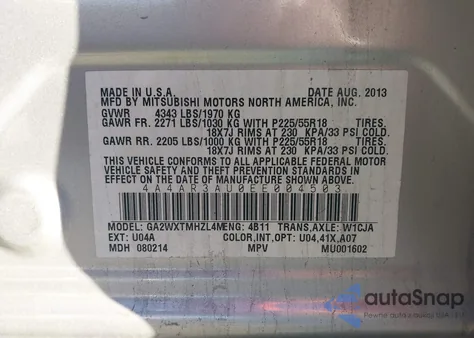 MADE IN U.S.A. DATE AUG. 2013
MFD BY MITSUBISHI MOTORS NORTH AMERICA, INC.
GVWR 4343 LBS/1970 KG
GAWR FR. 2271 LBS/1030 KG WITH P225/55R18 TIRES,
18X7J RIMS AT 230 KPA/33 PSI COLD.
GAWR RR. 2205 LBS/1000 KG WITH P225/55R18 TIRES,
18X7J RIMS AT 230 KPA/33 PSI COLD.
THIS VEHICLE CONFORMS TO ALL APPLICABLE FEDERAL MOTOR
VEHICLE SAFETY AND THEFT PREVENTION STANDARDS IN
EFFECT ON THE DATE OF MANUFACTURE SHOWN ABOVE.
4A4AR3AU0EE004503
MODEL: GA2WXTMHZL4M ENG: 4B11 TRANS,AXLE: W1CJA
EXT: U04A COLOR,INT,OPT: U04,41X,A07
MDH 080214 MPV MU001602
autoSnap